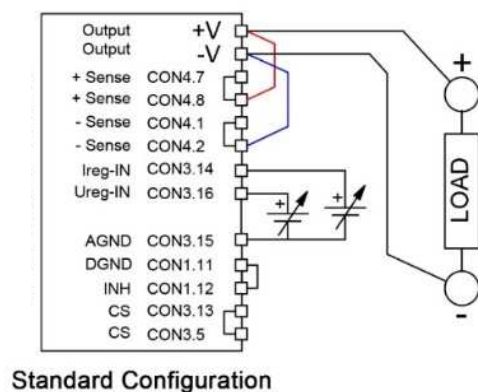 Output +V
Output -V
+ Sense CON4.7
+ Sense CON4.8
- Sense CON4.1
- Sense CON4.2
Ireg-IN CON3.14
Ureg-IN CON3.16
AGND CON3.15
DGND CON1.11
INH CON1.12
CS CON3.13
CS CON3.5
+
+
+
LOAD
-
Standard Configuration